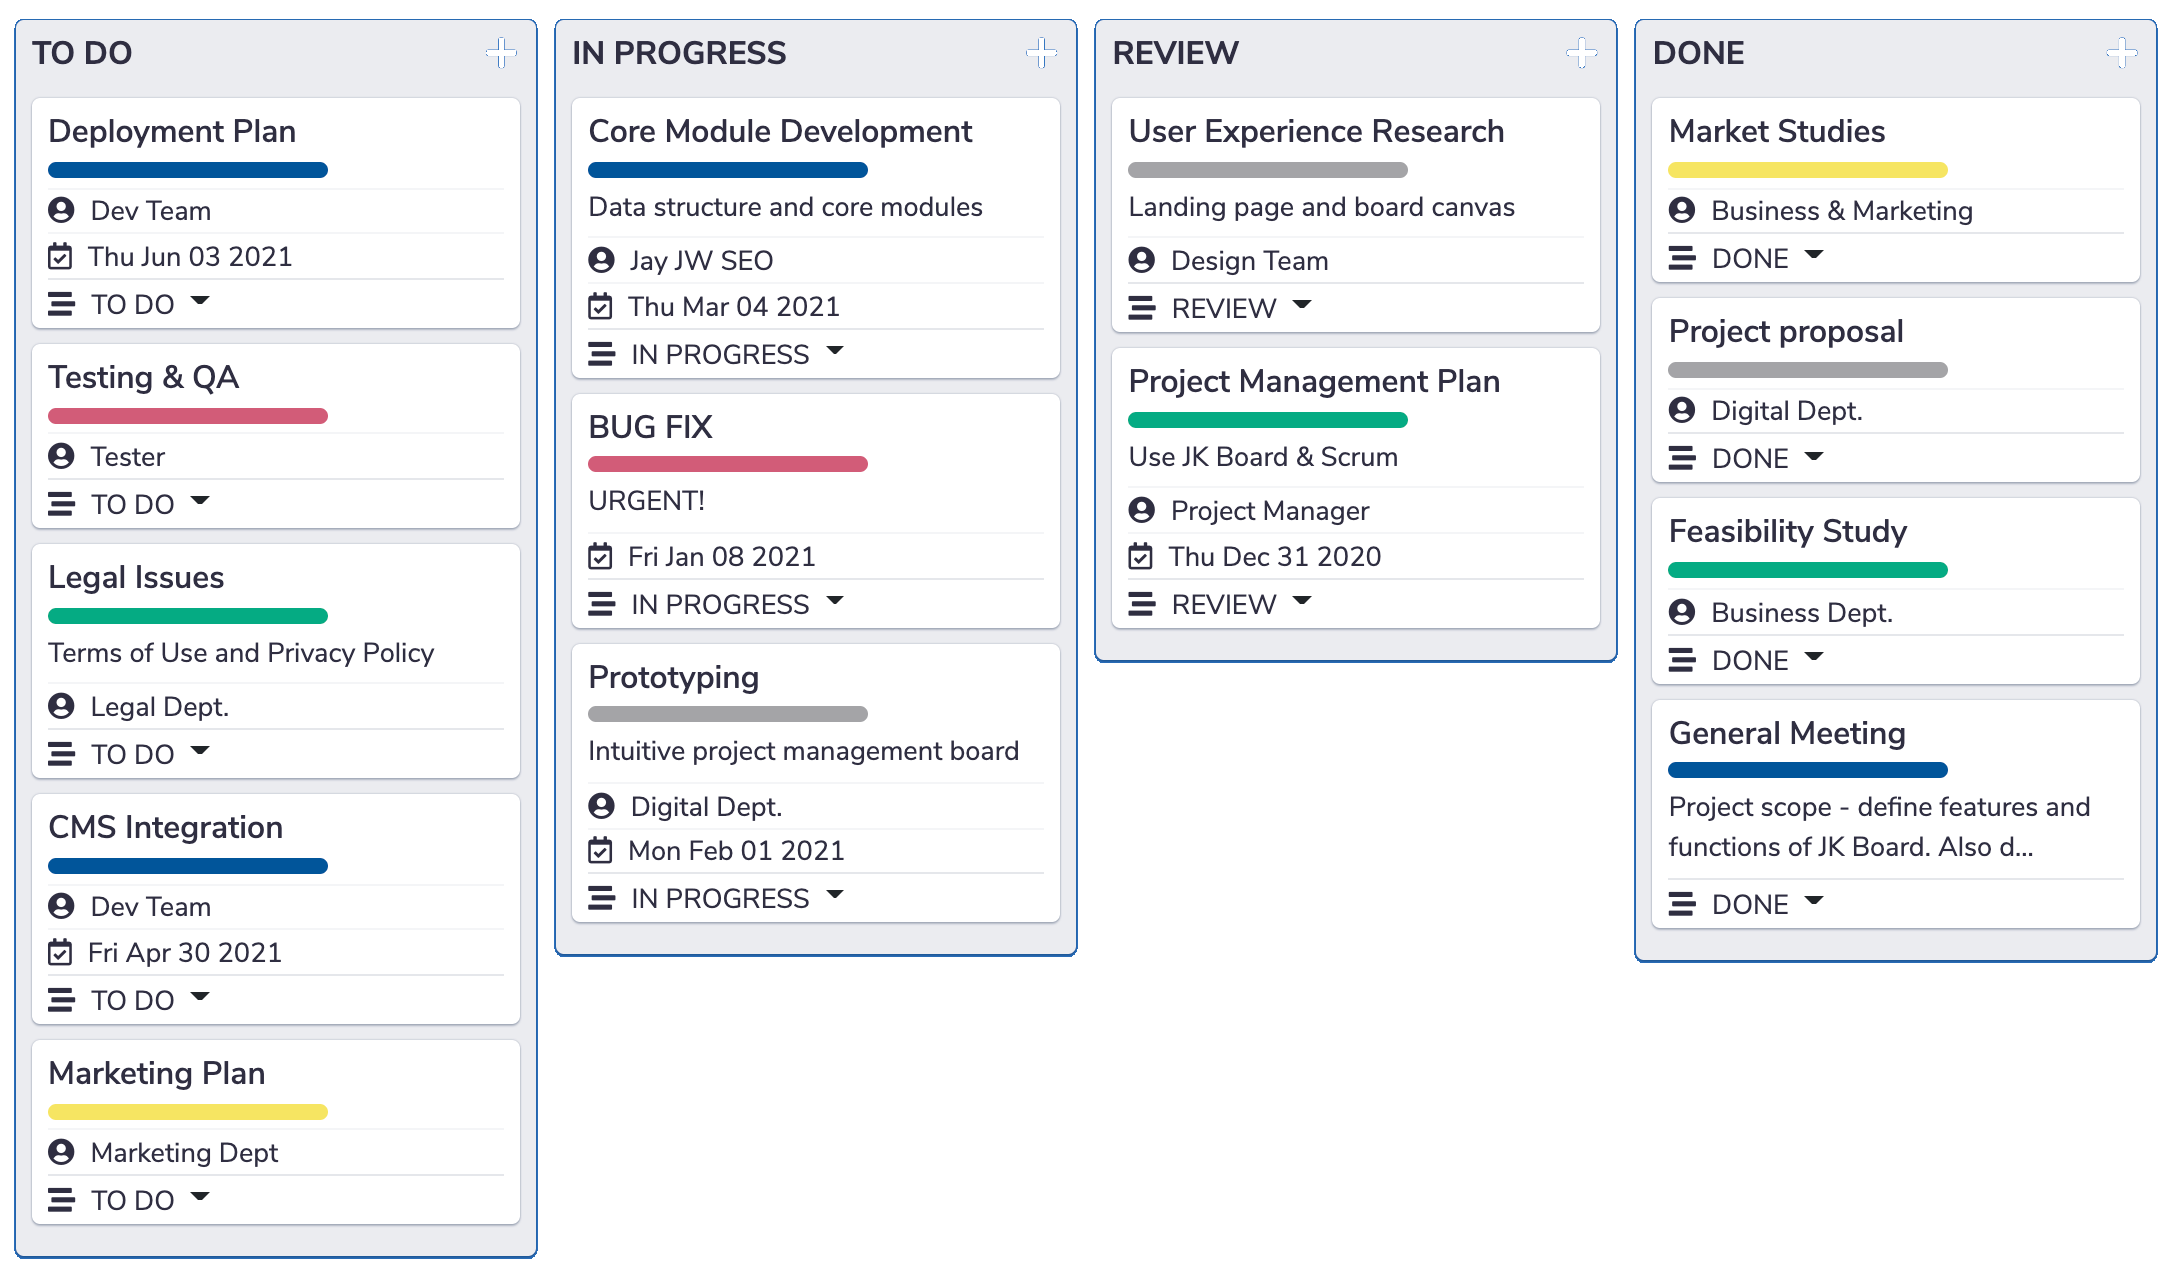 TO DO
Deployment Plan
Dev Team
Thu Jun 03 2021
TO DO
Testing & QA
Tester
TO DO
Legal Issues
Terms of Use and Privacy Policy
Legal Dept.
TO DO
CMS Integration
Dev Team
Fri Apr 30 2021
TO DO
Marketing Plan
Marketing Dept
TO DO
IN PROGRESS
Core Module Development
Data structure and core modules
Jay JW SEO
Thu Mar 04 2021
IN PROGRESS
BUG FIX
URGENT!
Fri Jan 08 2021
IN PROGRESS
Prototyping
Intuitive project management board
Digital Dept.
Mon Feb 01 2021
IN PROGRESS
REVIEW
User Experience Research
Landing page and board canvas
Design Team
REVIEW
Project Management Plan
Use JK Board & Scrum
Project Manager
Thu Dec 31 2020
REVIEW
DONE
Market Studies
Business & Marketing
DONE
Project proposal
Digital Dept.
DONE
Feasibility Study
Business Dept.
DONE
General Meeting
Project scope - define features and
functions of JK Board. Also d...
DONE